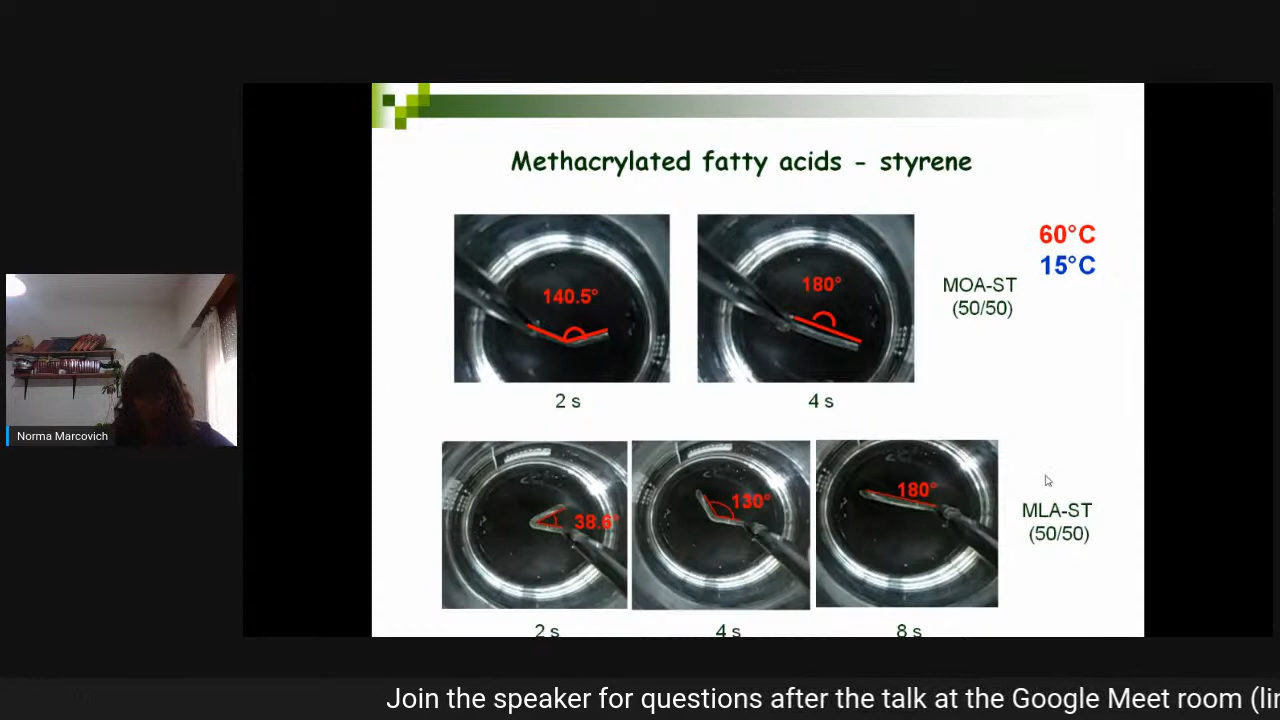 Methacrylated fatty acids - styrene
60°C
15°C
140.5°
180°
MOA-ST
(50/50)
2 s
4 s
38.6°
130°
180°
MLA-ST
(50/50)
2 s
4 s
8 s
Norma Marcovich
Join the speaker for questions after the talk at the Google Meet room (lin